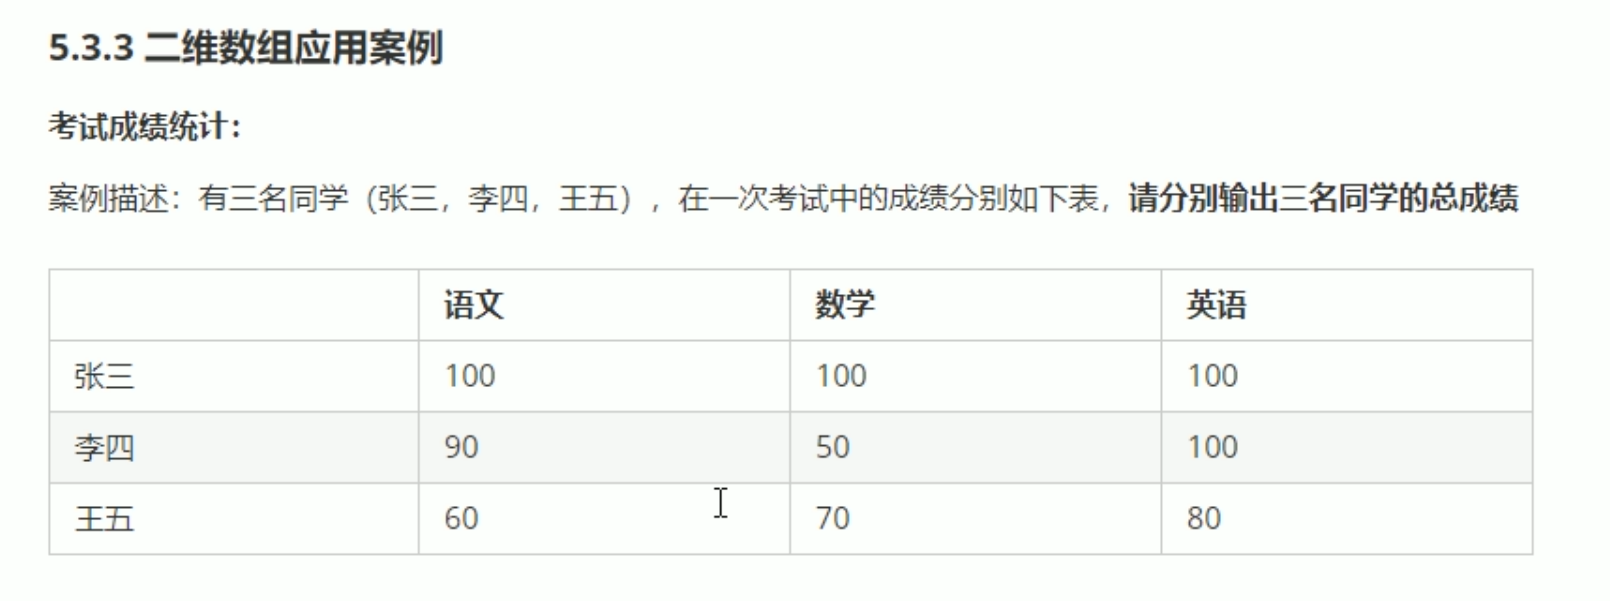 5.3.3 二维数组应用案例
考试成绩统计：
案例描述：有三名同学（张三，李四，王五），在一次考试中的成绩分别如下表，请分别输出三名同学的总成绩
语文 数学 英语
张三 100 100 100
李四 90 50 100
王五 60 70 80